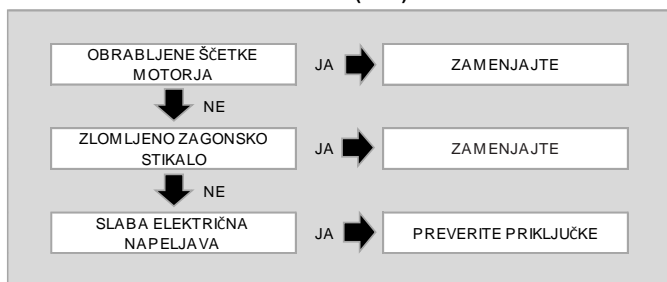 OBRABLJENE ŠČETKE
MOTORJA
JA
ZAMENJAJTE
NE
ZLOMLJENO ZAGONSKO
STIKALO
JA
ZAMENJAJTE
NE
SLABA ELEKTRIČNA
NAPELJAVA
JA
PREVERITE PRIKLJUČKE